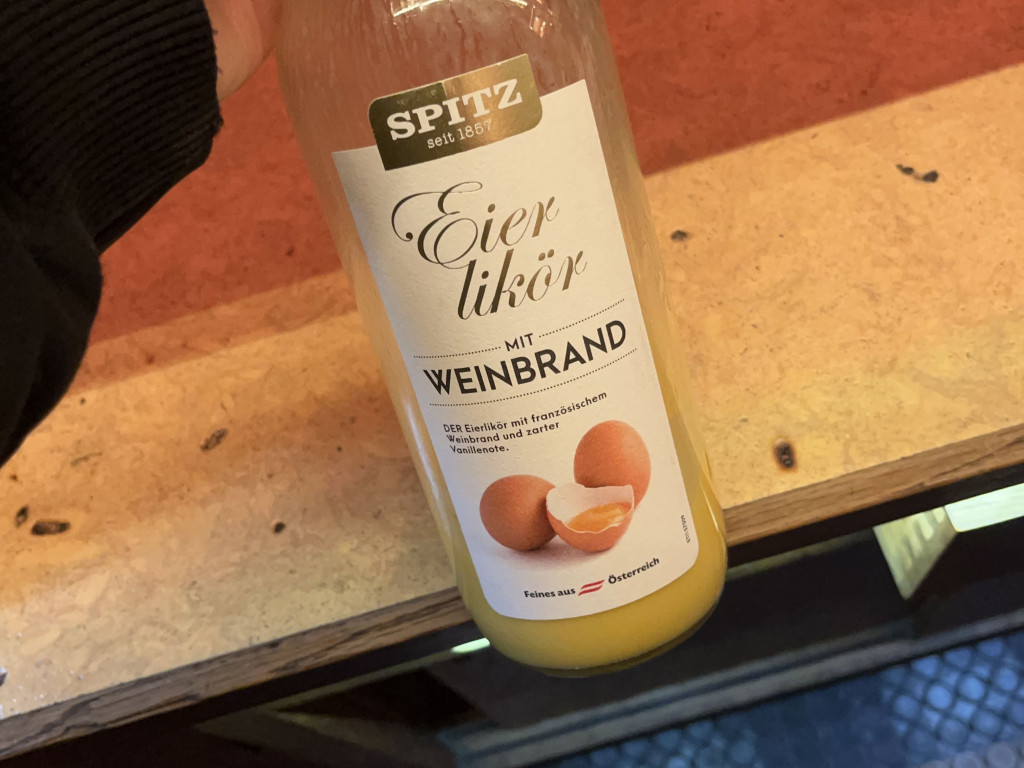 SPITZ
seit 1857
Eier
likör
MIT
WEINBRAND
DER Eierlikör mit französischem
Weinbrand und zarter
Vanillenote.
Feines aus Österreich